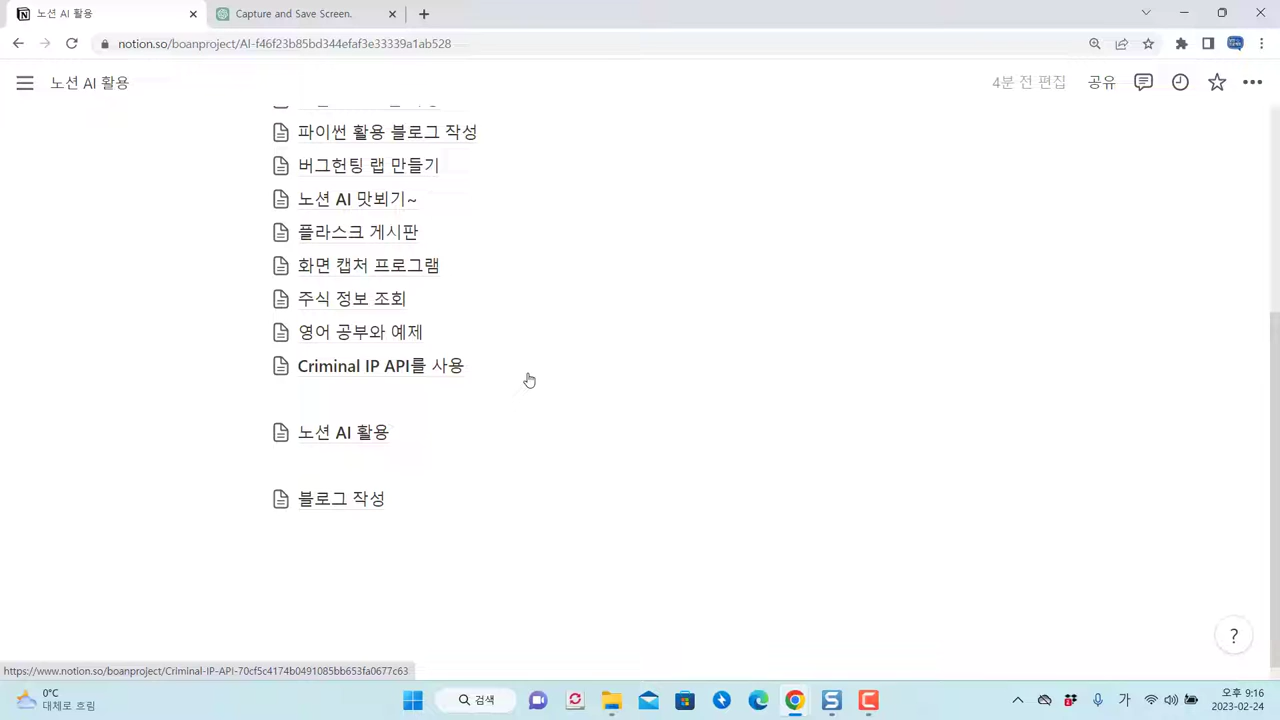 노션 AI 활용
Capture and Save Screen.
notion.so/boanproject/AI-f46f23b85bd344efaf3e33339a1ab528
노션 AI 활용
4분 전 편집
공유
파이썬 활용 블로그 작성
버그헌팅 랩 만들기
노션 AI 맛뵈기~
플라스크 게시판
화면 캡처 프로그램
주식 정보 조회
영어 공부와 예제
Criminal IP API를 사용
노션 AI 활용
블로그 작성
?
https://www.notion.so/boanproject/Criminal-IP-API-70cf5c4174b0491085bb653fa0677c63
0°C
대체로 흐림
검색
가
오후 9:16
2023-02-24